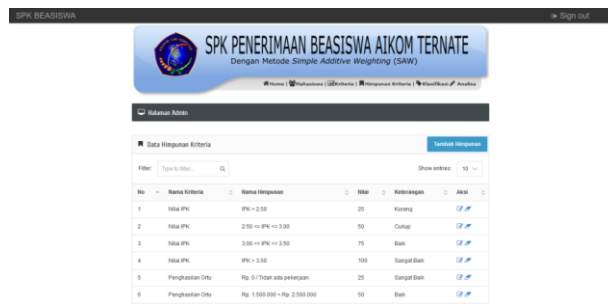 SPK BEASISWA
Sign out
SPK PENERIMAAN BEASISWA AIKOM TERNATE
Dengan Metode Simple Additive Weighting (SAW)
Home | Mahasiswa | Kriteria | Himpunan Kriteria | Klasifikasi Analisa
Halaman Admin
Data Himpunan Kriteria
Tambah Himpunan
Filter: Type to filter... Show entries: 10
No Nama Kriteria Nama Himpunan Nilai Keterangan Aksi
1 Nilai IPK IPK < 2.50 25 Kurang
2 Nilai IPK 2.50 <= IPK <= 3.00 50 Cukup
3 Nilai IPK 3.00 <= IPK <= 3.50 75 Baik
4 Nilai IPK IPK > 3.50 100 Sangat Baik
5 Penghasilan Ortu Rp. 0 / Tidak ada pekerjaan 25 Sangat Baik
6 Penghasilan Ortu Rp. 1.500.000 < Rp. 2.500.000 50 Baik